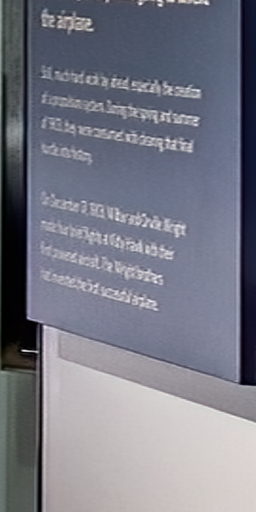 the airplane.
Still, much hard work lay ahead, especially the creation
of a propulsion system. During the spring and summer
of 1903, they were consumed with clearing that final
hurdle into history.
On December 17, 1903, Wilbur and Orville Wright
made four brief flights at Kitty Hawk with their
first powered aircraft. The Wright brothers
had invented the first successful airplane.